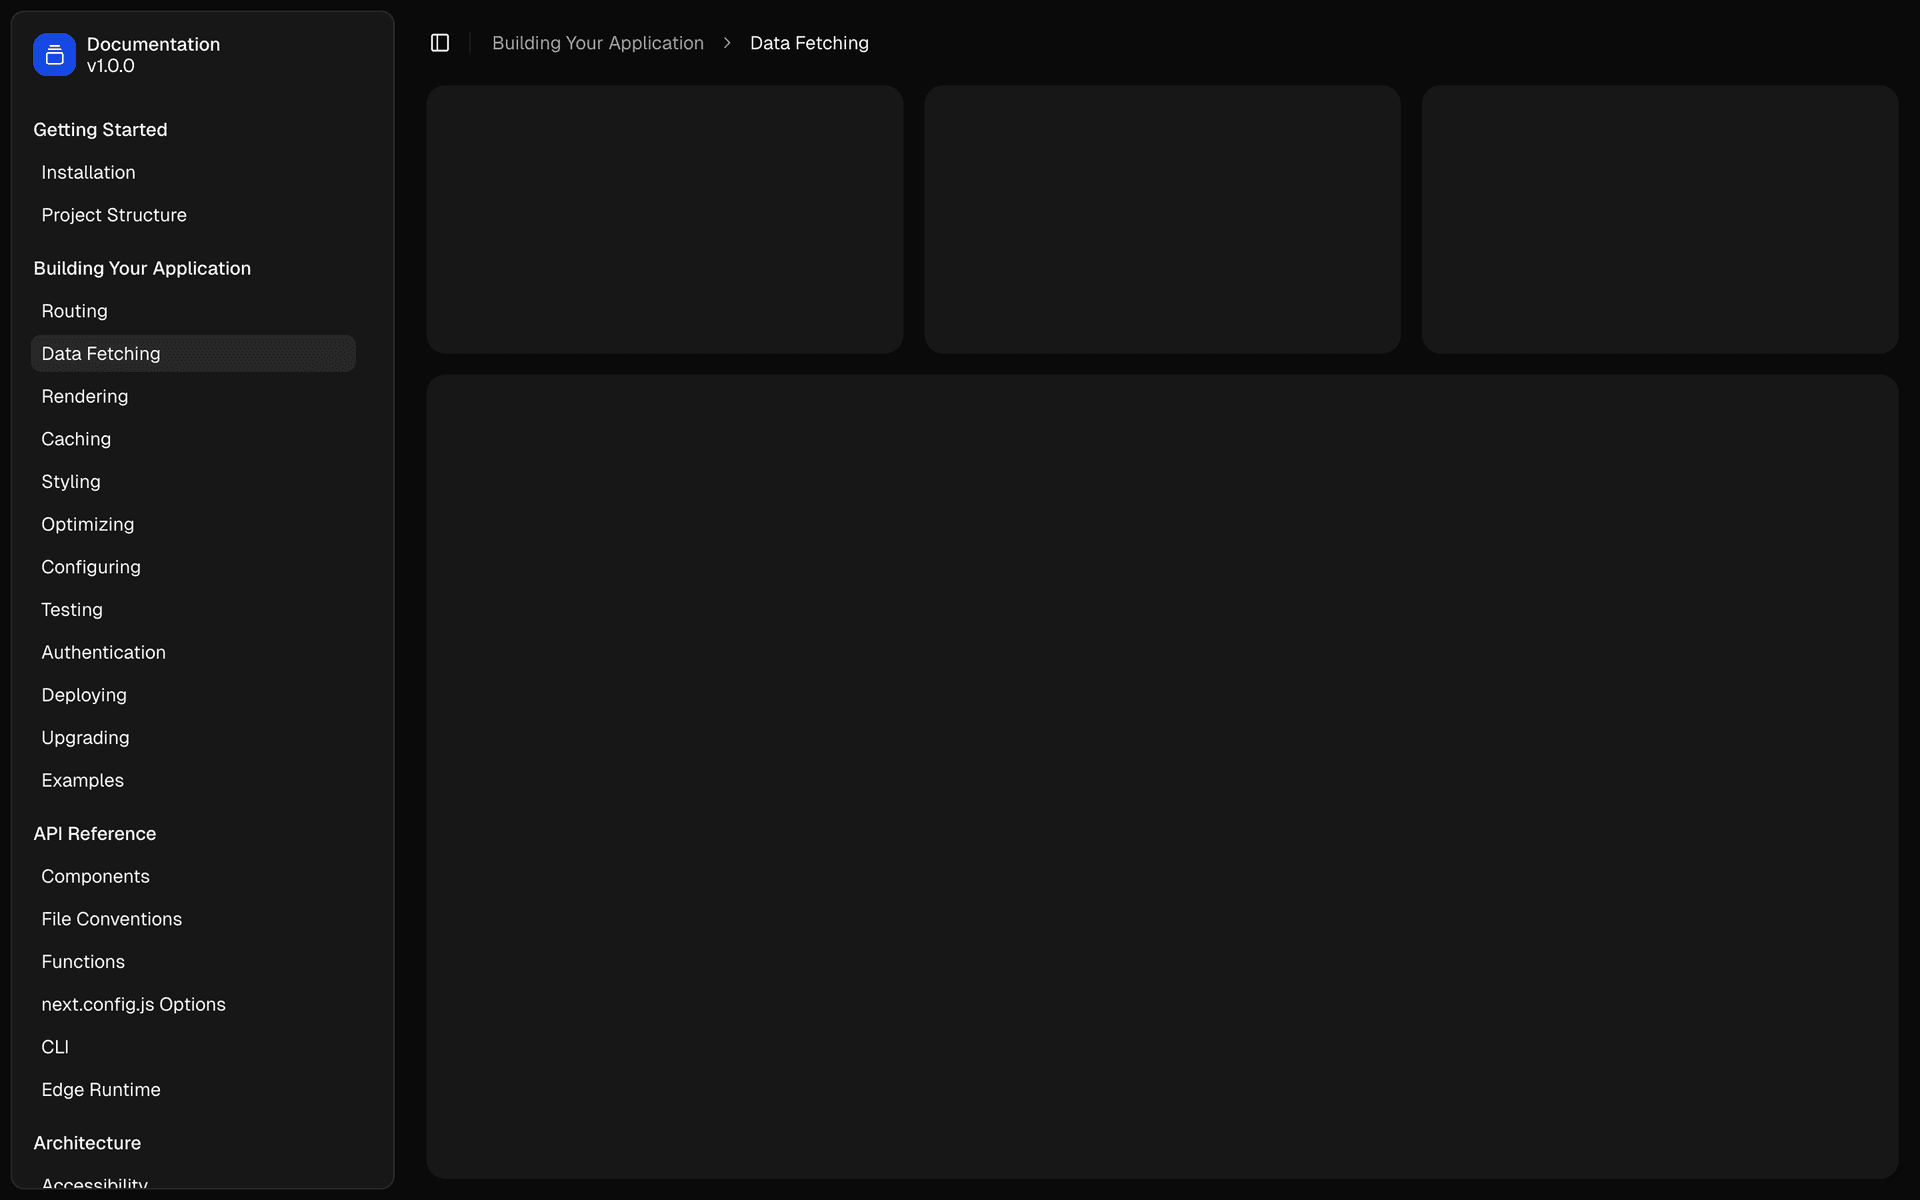 Documentation
v1.0.0
Getting Started
Installation
Project Structure
Building Your Application
Routing
Data Fetching
Rendering
Caching
Styling
Optimizing
Configuring
Testing
Authentication
Deploying
Upgrading
Examples
API Reference
Components
File Conventions
Functions
next.config.js Options
CLI
Edge Runtime
Architecture
Accessibility
Building Your Application > Data Fetching